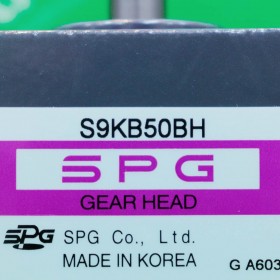 S9KB50BH
SPG
GEAR HEAD
SPG SPG Co., Ltd.
MADE IN KOREA G A603